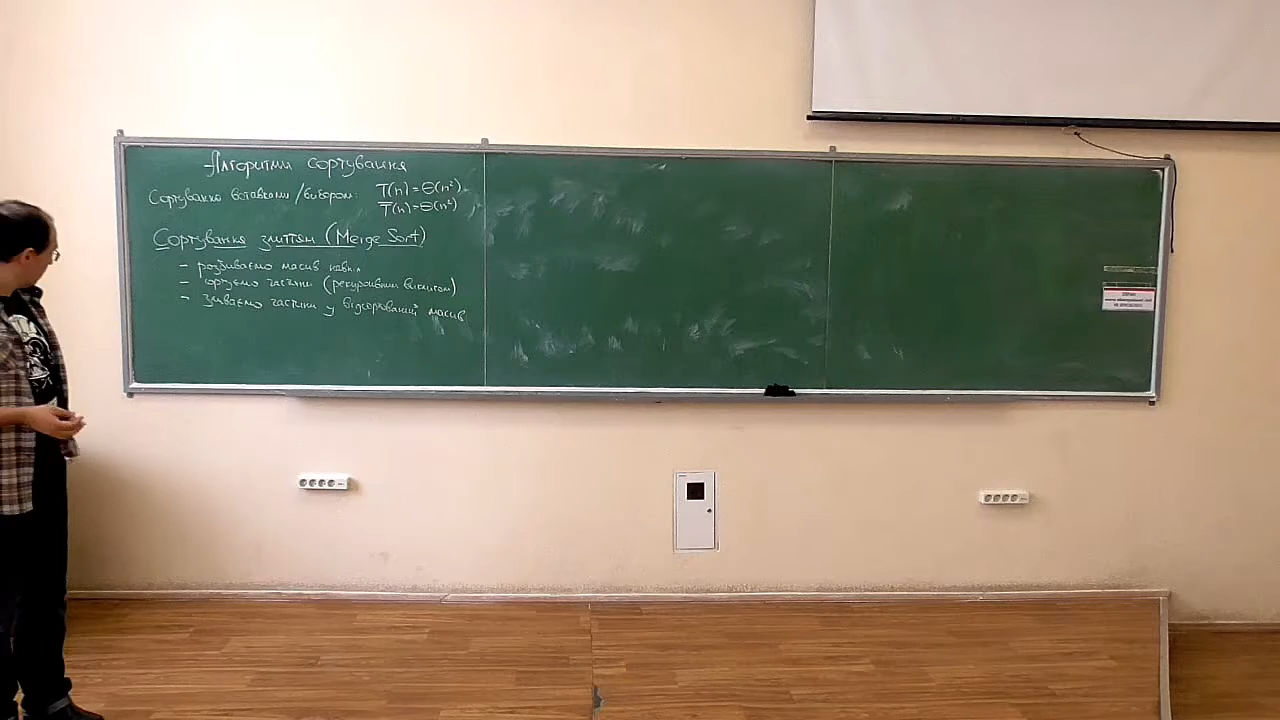 Алгоритми сортування
Сортування вставками / вибором: T(n) = Θ(n²)
T̅(n) = Θ(n²)
Сортування злиттям (Merge Sort)
- розбиваємо масив навпіл
- сортуємо частини (рекурсивним викликом)
- зливаємо частини у відсортований масив